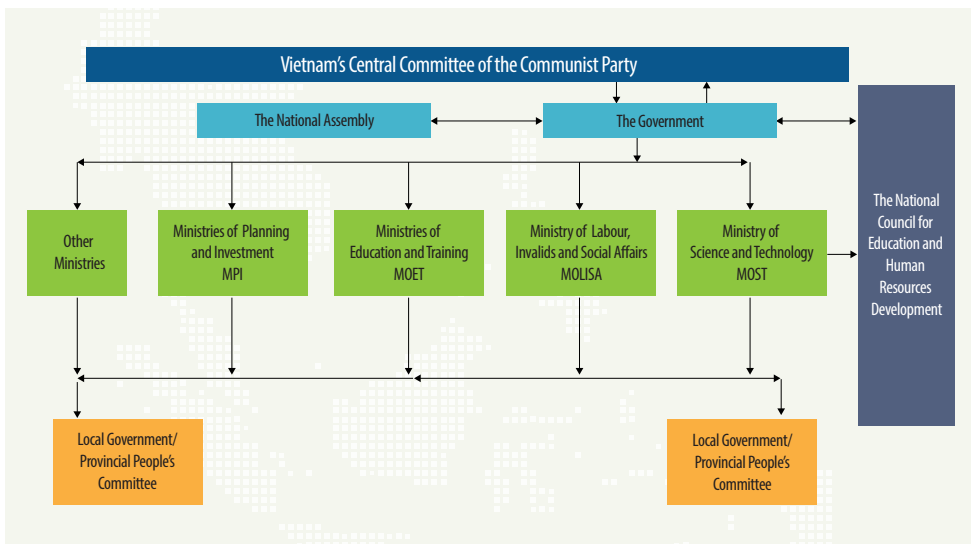 Vietnam's Central Committee of the Communist Party
The National Assembly
The Government
The National
Council for
Education and
Human
Resources
Development
Other
Ministries
Ministries of Planning
and Investment
MPI
Ministries of
Education and Training
MOET
Ministry of Labour,
Invalids and Social Affairs
MOLISA
Ministry of
Science and Technology
MOST
Local Government/
Provincial People's
Committee
Local Government/
Provincial People's
Committee